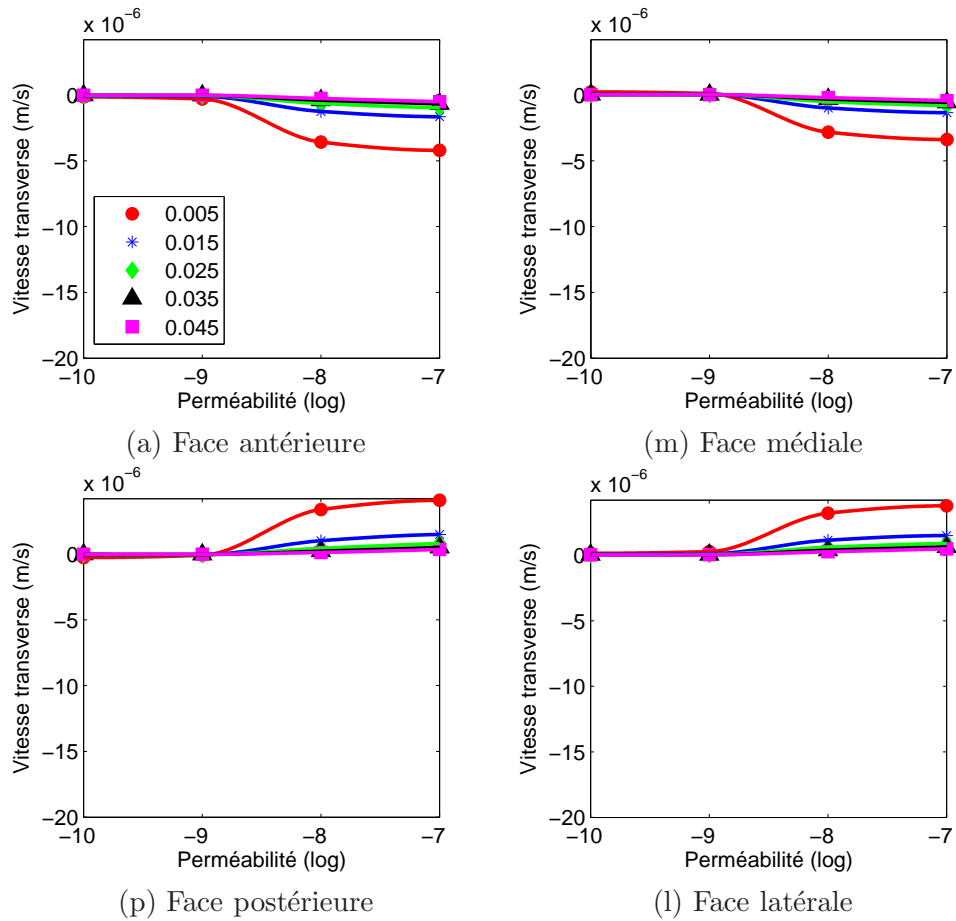 x 10⁻⁶
0
−5
−10
−15
−20
Vitesse transverse (m/s)
0.005
0.015
0.025
0.035
0.045
−10 −9 −8 −7
Perméabilité (log)
(a) Face antérieure
x 10⁻⁶
0
−5
−10
−15
−20
Vitesse transverse (m/s)
−10 −9 −8 −7
Perméabilité (log)
(m) Face médiale
x 10⁻⁶
0
−5
−10
−15
−20
Vitesse transverse (m/s)
−10 −9 −8 −7
Perméabilité (log)
(p) Face postérieure
x 10⁻⁶
0
−5
−10
−15
−20
Vitesse transverse (m/s)
−10 −9 −8 −7
Perméabilité (log)
(l) Face latérale